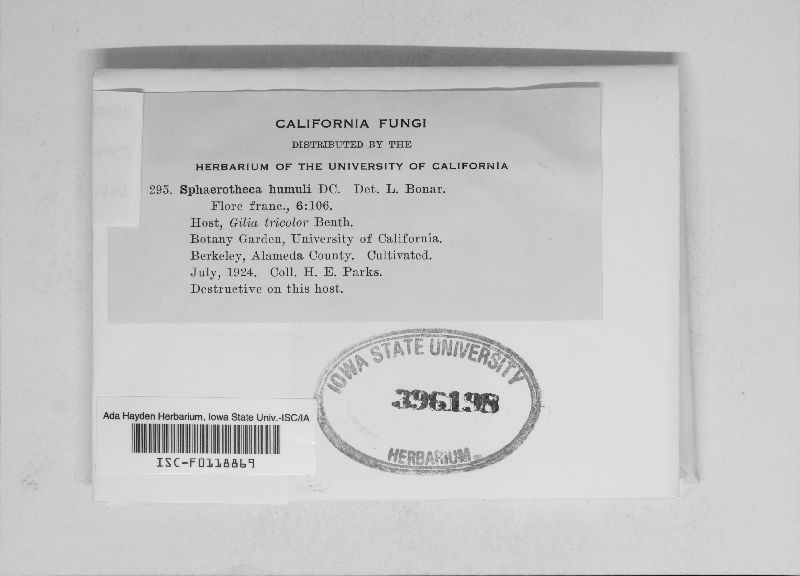 CALIFORNIA FUNGI
DISTRIBUTED BY THE
HERBARIUM OF THE UNIVERSITY OF CALIFORNIA
295. Sphaerotheca humuli DC. Det. L. Bonar.
Flore franc., 6:106.
Host, Gilia tricolor Benth.
Botany Garden, University of California.
Berkeley, Alameda County. Cultivated.
July, 1924. Coll. H. E. Parks.
Destructive on this host.
IOWA STATE UNIVERSITY
396198
HERBARIUM
Ada Hayden Herbarium, Iowa State Univ.-ISC/IA
ISC-F0118869